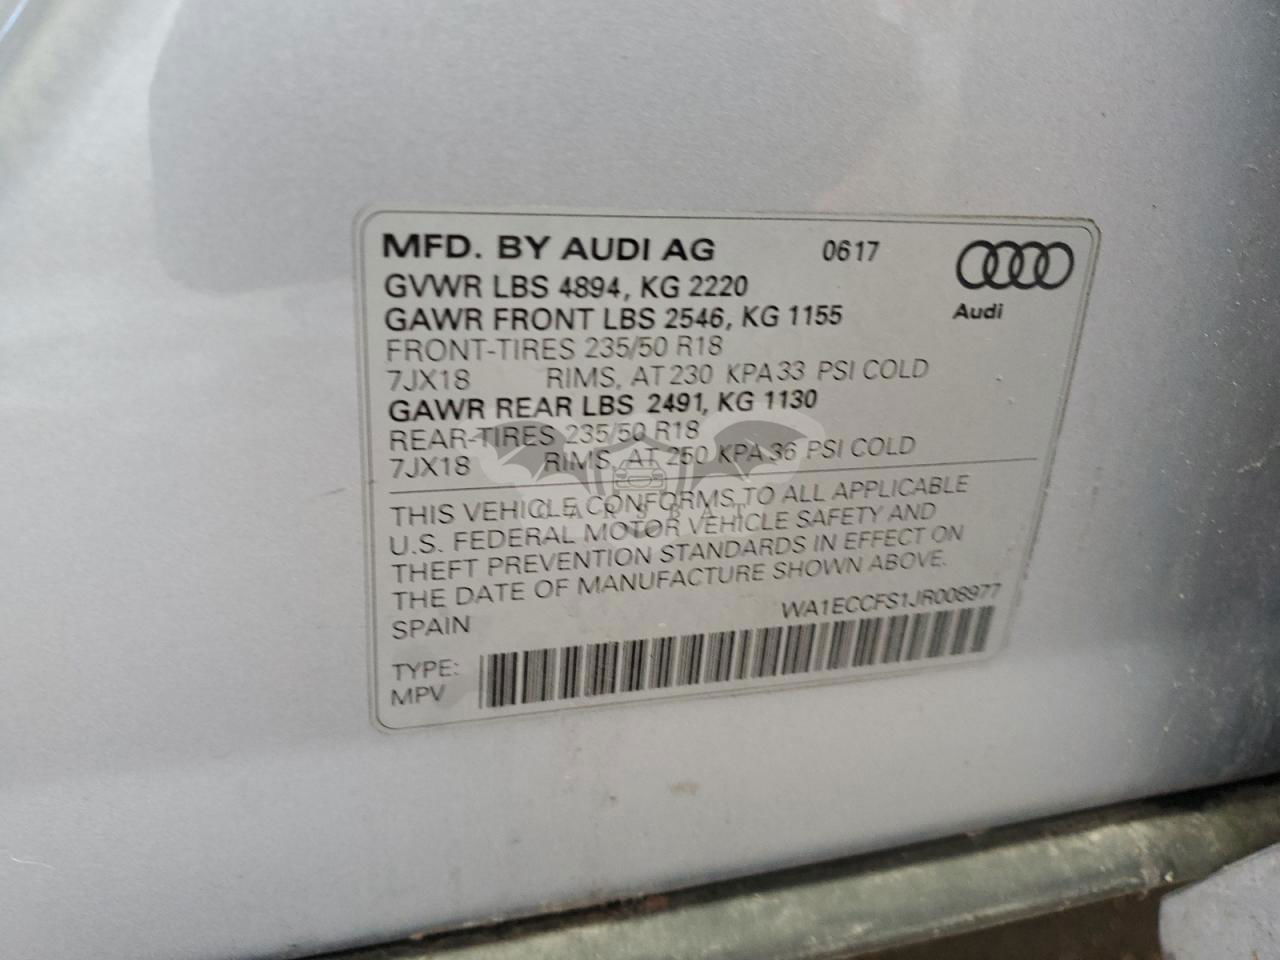 MFD. BY AUDI AG 0617
GVWR LBS 4894, KG 2220
GAWR FRONT LBS 2546, KG 1155
Audi
FRONT-TIRES 235/50 R18
7JX18 RIMS, AT 230 KPA 33 PSI COLD
GAWR REAR LBS 2491, KG 1130
REAR-TIRES 235/50 R18
7JX18 RIMS, AT 250 KPA 36 PSI COLD
THIS VEHICLE CONFORMS TO ALL APPLICABLE
U.S. FEDERAL MOTOR VEHICLE SAFETY AND
THEFT PREVENTION STANDARDS IN EFFECT ON
THE DATE OF MANUFACTURE SHOWN ABOVE.
SPAIN WA1ECCFS1JR008977
TYPE:
MPV
CARSBAT